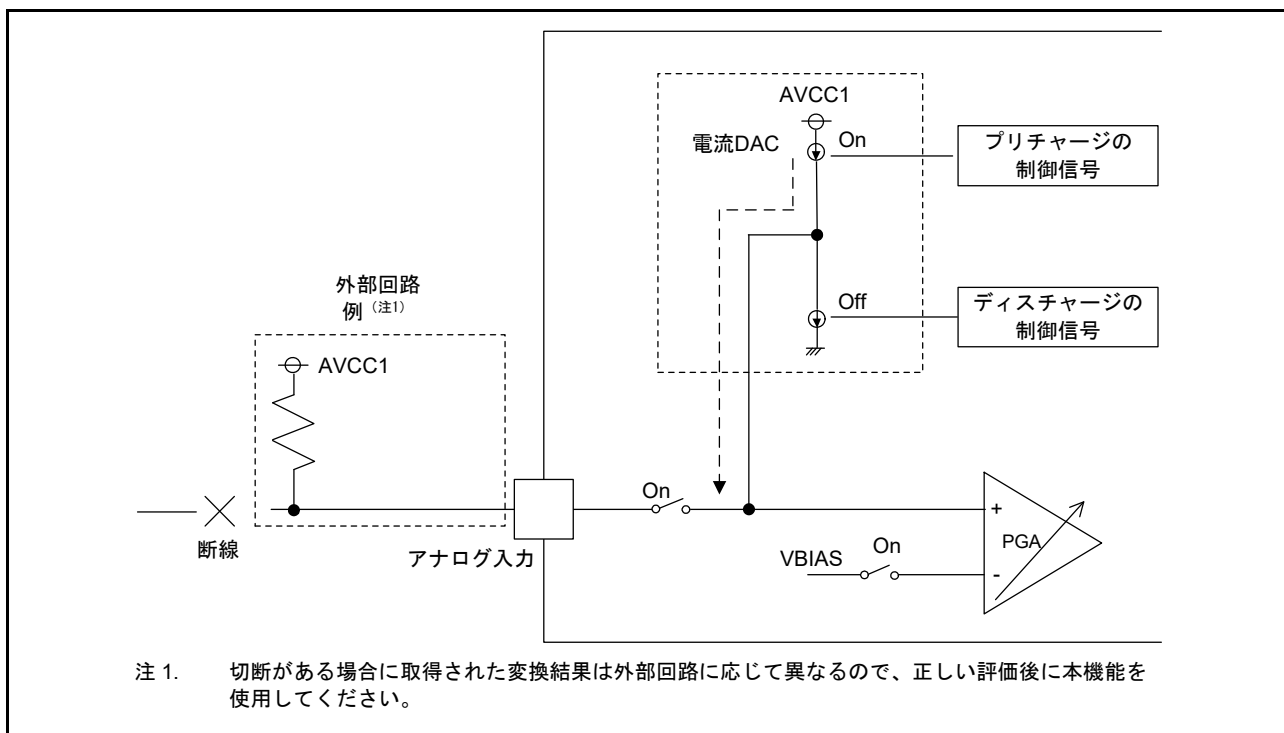 AVCC1
電流DAC
On
プリチャージの
制御信号
Off
ディスチャージの
制御信号
外部回路
例(注1)
AVCC1
断線
アナログ入力
On
VBIAS
On
+
PGA
-
注 1. 切断がある場合に取得された変換結果は外部回路に応じて異なるので、正しい評価後に本機能を
使用してください。